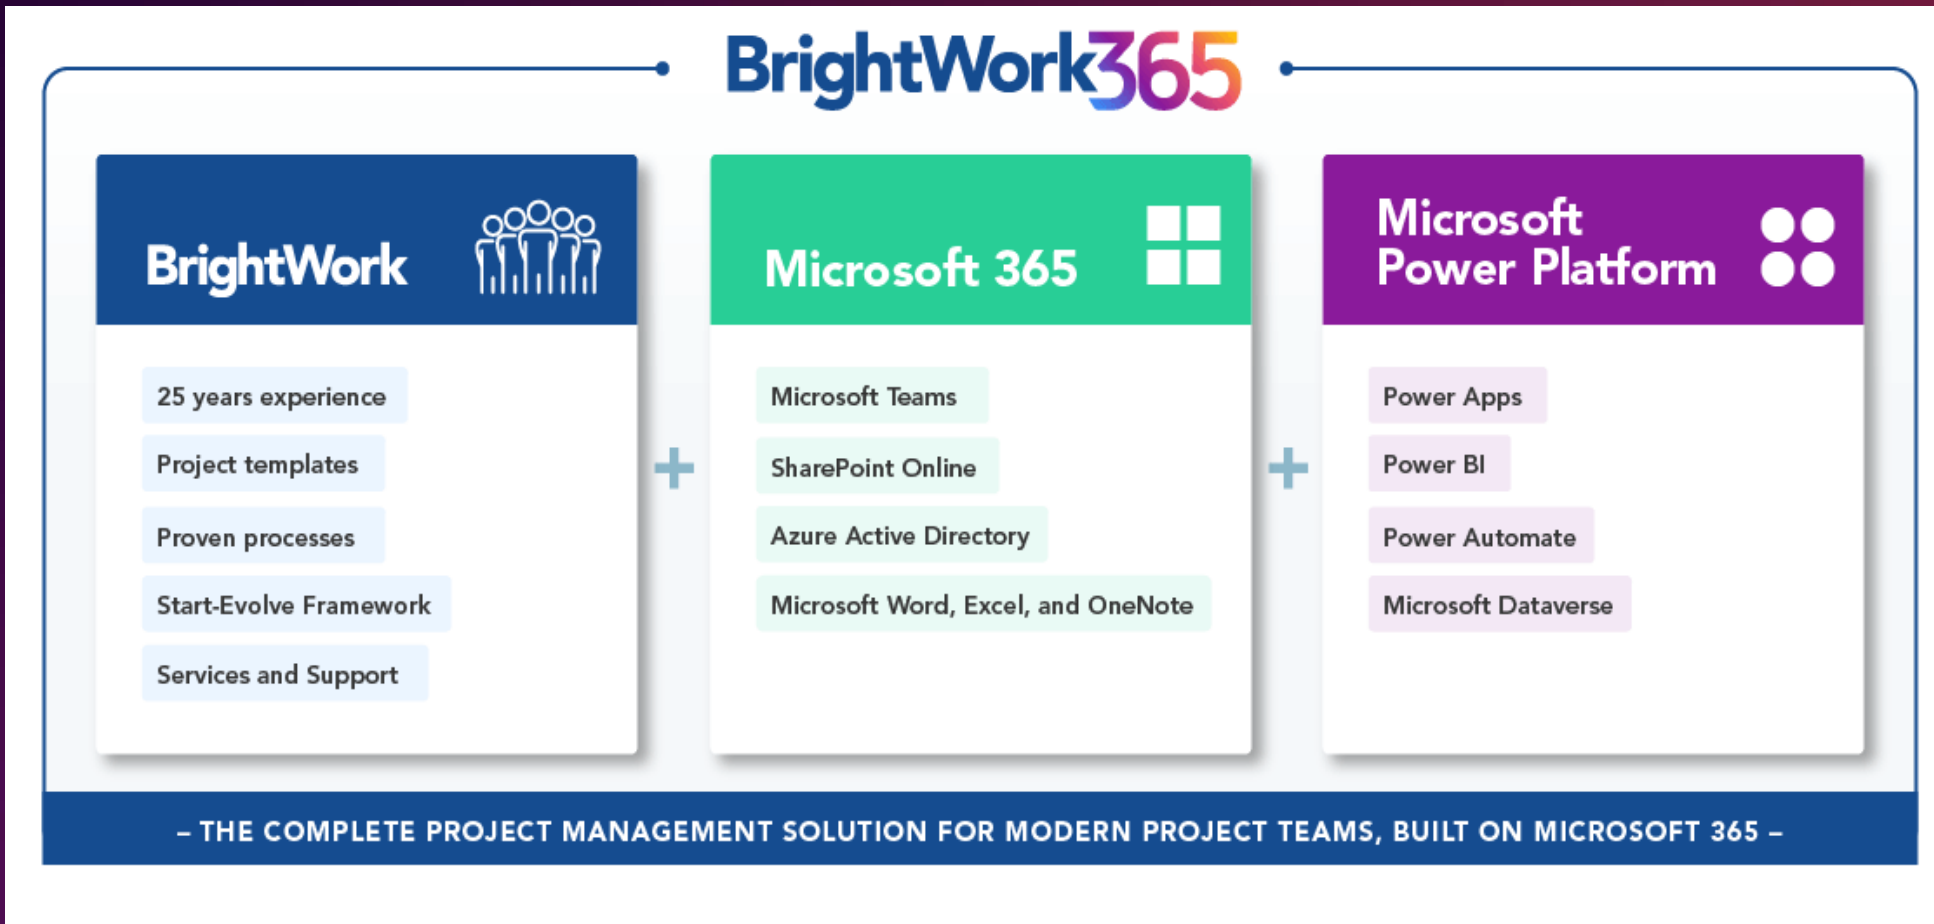 BrightWork365
BrightWork
25 years experience
Project templates
Proven processes
Start-Evolve Framework
Services and Support
+
Microsoft 365
Microsoft Teams
SharePoint Online
Azure Active Directory
Microsoft Word, Excel, and OneNote
+
Microsoft
Power Platform
Power Apps
Power BI
Power Automate
Microsoft Dataverse
– THE COMPLETE PROJECT MANAGEMENT SOLUTION FOR MODERN PROJECT TEAMS, BUILT ON MICROSOFT 365 –